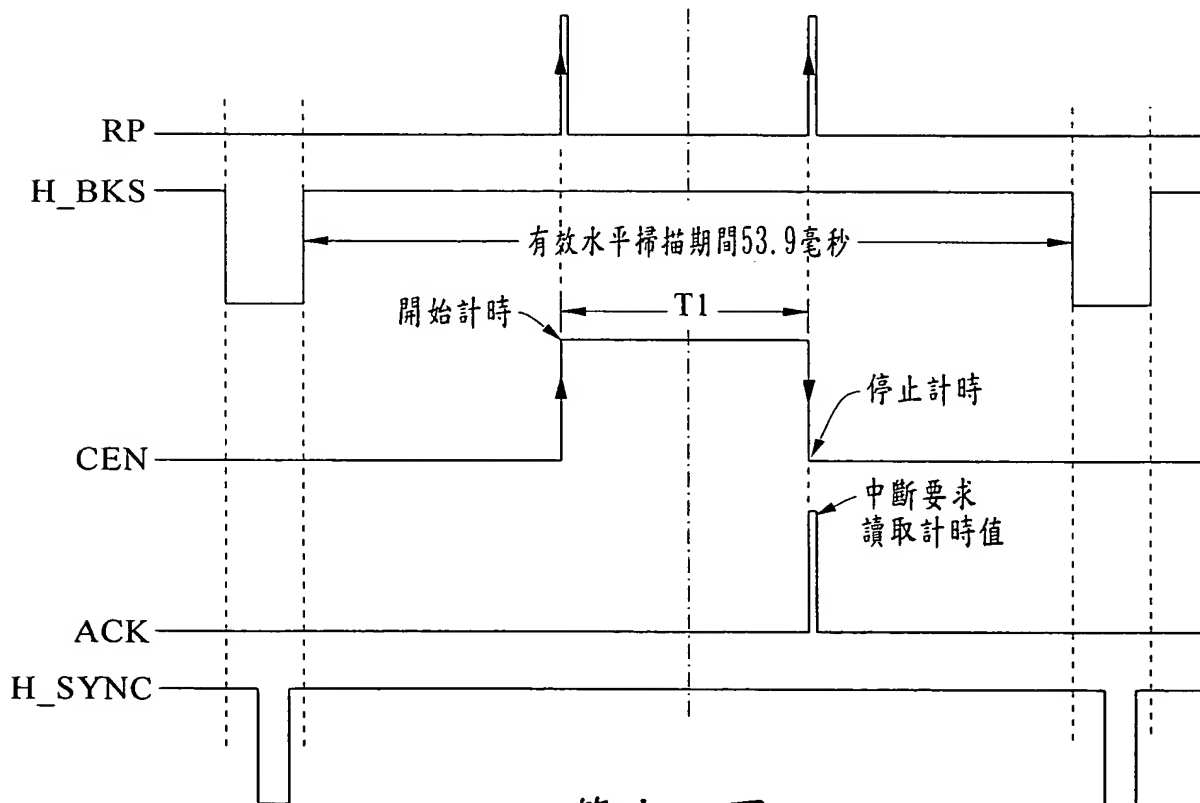 RP
H_BKS
有效水平掃描期間53.9毫秒
開始計時
T1
停止計時
CEN
中斷要求
讀取計時值
ACK
H_SYNC